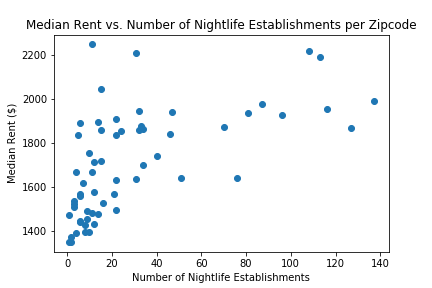 Median Rent vs. Number of Nightlife Establishments per Zipcode
2200
2000
1800
1600
1400
Median Rent ($)
0 20 40 60 80 100 120 140
Number of Nightlife Establishments